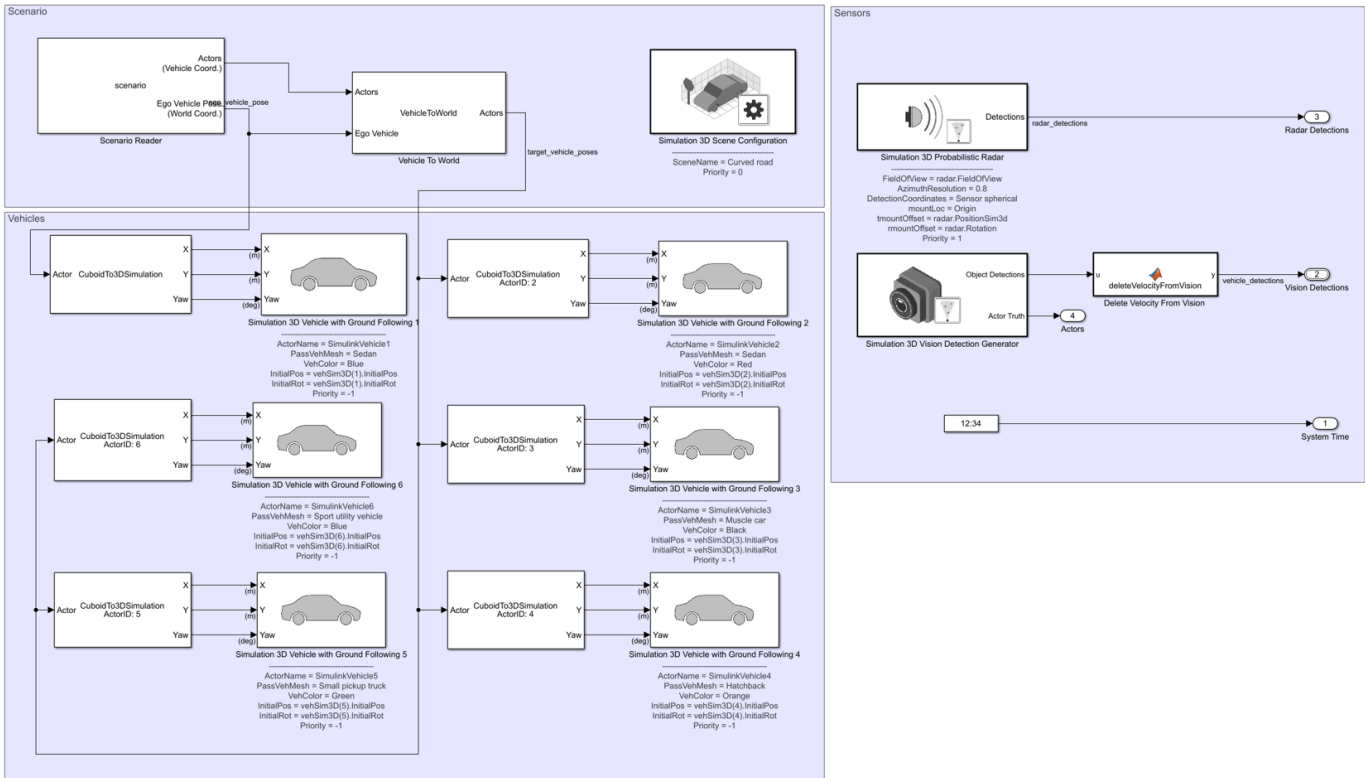 Scenario
Actors
(Vehicle Coord.)
scenario
Ego Vehicle Pose
(World Coord.)
ego_vehicle_pose
Scenario Reader
Actors
Ego Vehicle
VehicleToWorld
Actors
Vehicle To World
target_vehicle_poses
Simulation 3D Scene Configuration
SceneName = Curved road
Priority = 0
Vehicles
Actor
CuboidTo3DSimulation
X
Y
Yaw
(m)
(m)
(deg)
X
Y
Yaw
Simulation 3D Vehicle with Ground Following 1
ActorName = SimulinkVehicle1
PassVehMesh = Sedan
VehColor = Blue
InitialPos = vehSim3D(1).InitialPos
InitialRot = vehSim3D(1).InitialRot
Priority = -1
Actor
CuboidTo3DSimulation
ActorID: 2
X
Y
Yaw
(m)
(m)
(deg)
X
Y
Yaw
Simulation 3D Vehicle with Ground Following 2
ActorName = SimulinkVehicle2
PassVehMesh = Sedan
VehColor = Red
InitialPos = vehSim3D(2).InitialPos
InitialRot = vehSim3D(2).InitialRot
Priority = -1
Actor
CuboidTo3DSimulation
ActorID: 6
X
Y
Yaw
(m)
(m)
(deg)
X
Y
Yaw
Simulation 3D Vehicle with Ground Following 6
ActorName = SimulinkVehicle6
PassVehMesh = Sport utility vehicle
VehColor = Blue
InitialPos = vehSim3D(6).InitialPos
InitialRot = vehSim3D(6).InitialRot
Priority = -1
Actor
CuboidTo3DSimulation
ActorID: 3
X
Y
Yaw
(m)
(m)
(deg)
X
Y
Yaw
Simulation 3D Vehicle with Ground Following 3
ActorName = SimulinkVehicle3
PassVehMesh = Muscle car
VehColor = Black
InitialPos = vehSim3D(3).InitialPos
InitialRot = vehSim3D(3).InitialRot
Priority = -1
Actor
CuboidTo3DSimulation
ActorID: 5
X
Y
Yaw
(m)
(m)
(deg)
X
Y
Yaw
Simulation 3D Vehicle with Ground Following 5
ActorName = SimulinkVehicle5
PassVehMesh = Small pickup truck
VehColor = Green
InitialPos = vehSim3D(5).InitialPos
InitialRot = vehSim3D(5).InitialRot
Priority = -1
Actor
CuboidTo3DSimulation
ActorID: 4
X
Y
Yaw
(m)
(m)
(deg)
X
Y
Yaw
Simulation 3D Vehicle with Ground Following 4
ActorName = SimulinkVehicle4
PassVehMesh = Hatchback
VehColor = Orange
InitialPos = vehSim3D(4).InitialPos
InitialRot = vehSim3D(4).InitialRot
Priority = -1
Sensors
Detections
radar_detections
3
Radar Detections
Simulation 3D Probabilistic Radar
FieldOfView = radar.FieldOfView
AzimuthResolution = 0.8
DetectionCoordinates = Sensor spherical
mountLoc = Origin
tmountOffset = radar.PositionSim3d
rmountOffset = radar.Rotation
Priority = 1
Object Detections
Actor Truth
Simulation 3D Vision Detection Generator
u
deleteVelocityFromVision
y
Delete Velocity From Vision
vehicle_detections
2
Vision Detections
4
Actors
12:34
1
System Time